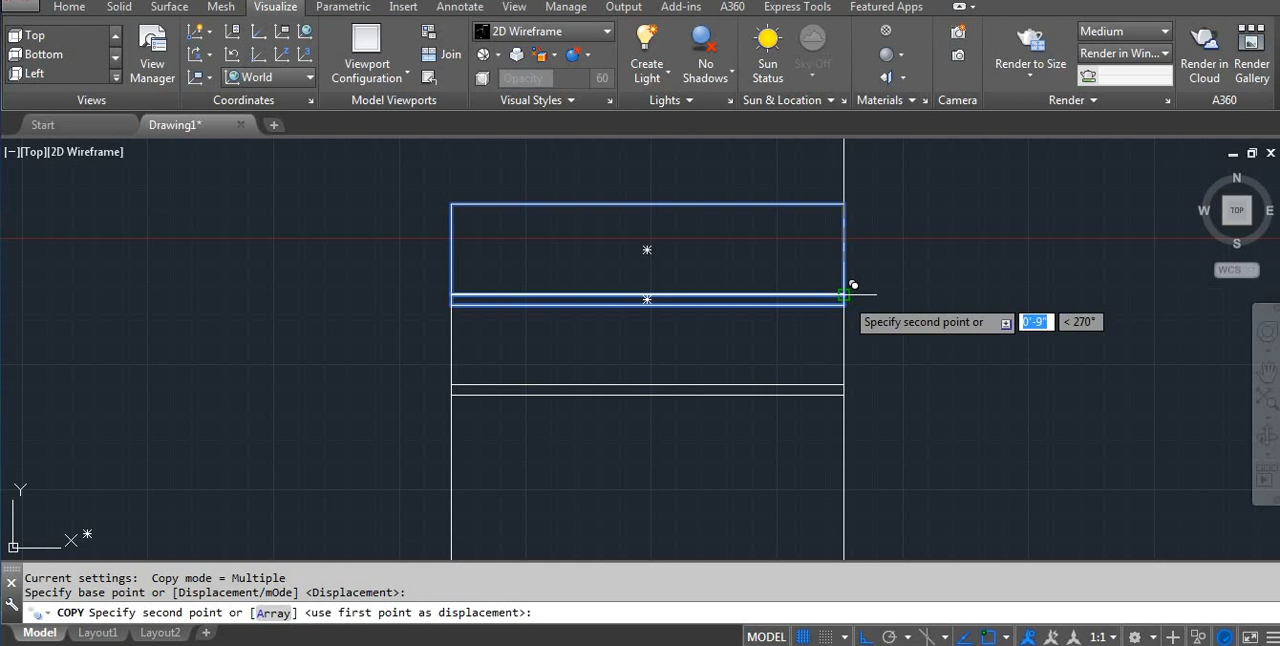 Home Solid Surface Mesh Visualize Parametric Insert Annotate View Manage Output Add-ins A360 Express Tools Featured Apps
Top
Bottom
Left
View
Manager
World
Viewport
Configuration
Join
2D Wireframe
Opacity 60
Create
Light
No
Shadows
Sun
Status
Sky Off
Render to Size
Medium
Render in Win...
Render in
Cloud
Render
Gallery
Views Coordinates Model Viewports Visual Styles Lights Sun & Location Materials Camera Render A360
Start Drawing1*
[−][Top][2D Wireframe]
N
W TOP E
S
WCS
Specify second point or 0'-9" < 270°
Y
X
Current settings: Copy mode = Multiple
Specify base point or [Displacement/mOde] <Displacement>:
COPY Specify second point or [Array] <use first point as displacement>:
Model Layout1 Layout2 + MODEL 1:1